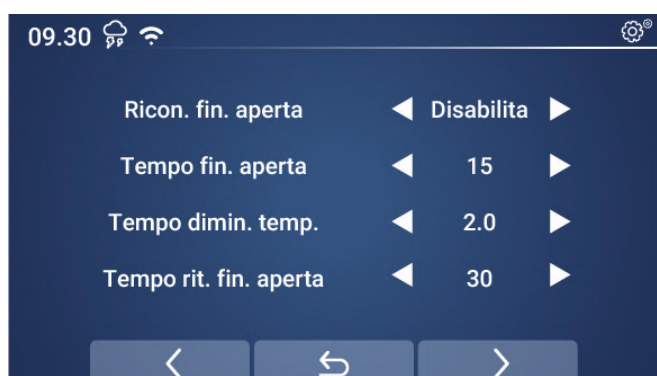 09.30
Ricon. fin. aperta Disabilita
Tempo fin. aperta 15
Tempo dimin. temp. 2.0
Tempo rit. fin. aperta 30